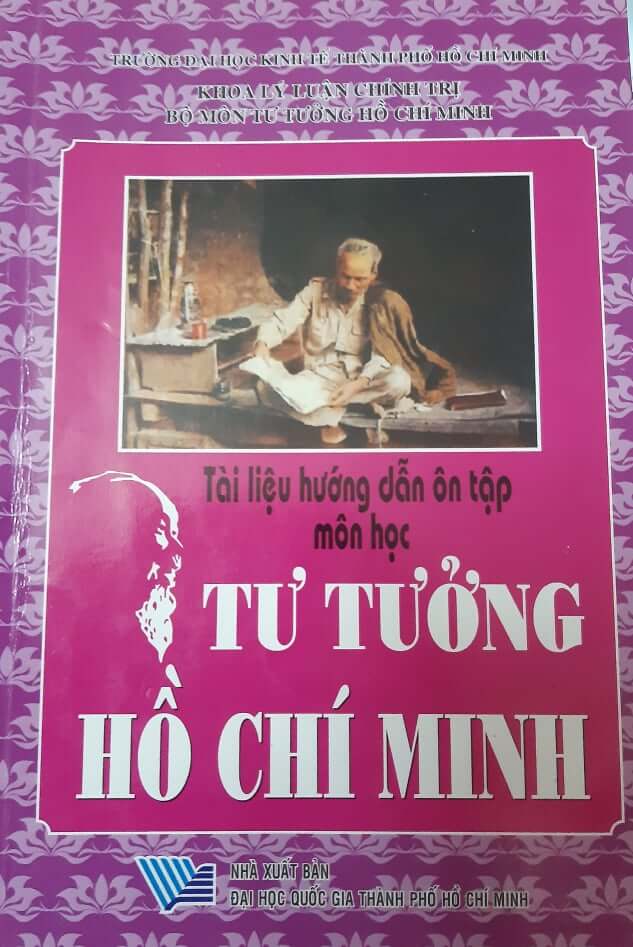 TRƯỜNG ĐẠI HỌC KINH TẾ THÀNH PHỐ HỒ CHÍ MINH
KHOA LÝ LUẬN CHÍNH TRỊ
BỘ MÔN TƯ TƯỞNG HỒ CHÍ MINH
Tài liệu hướng dẫn ôn tập
môn học
TƯ TƯỞNG
HỒ CHÍ MINH
NHÀ XUẤT BẢN
ĐẠI HỌC QUỐC GIA THÀNH PHỐ HỒ CHÍ MINH